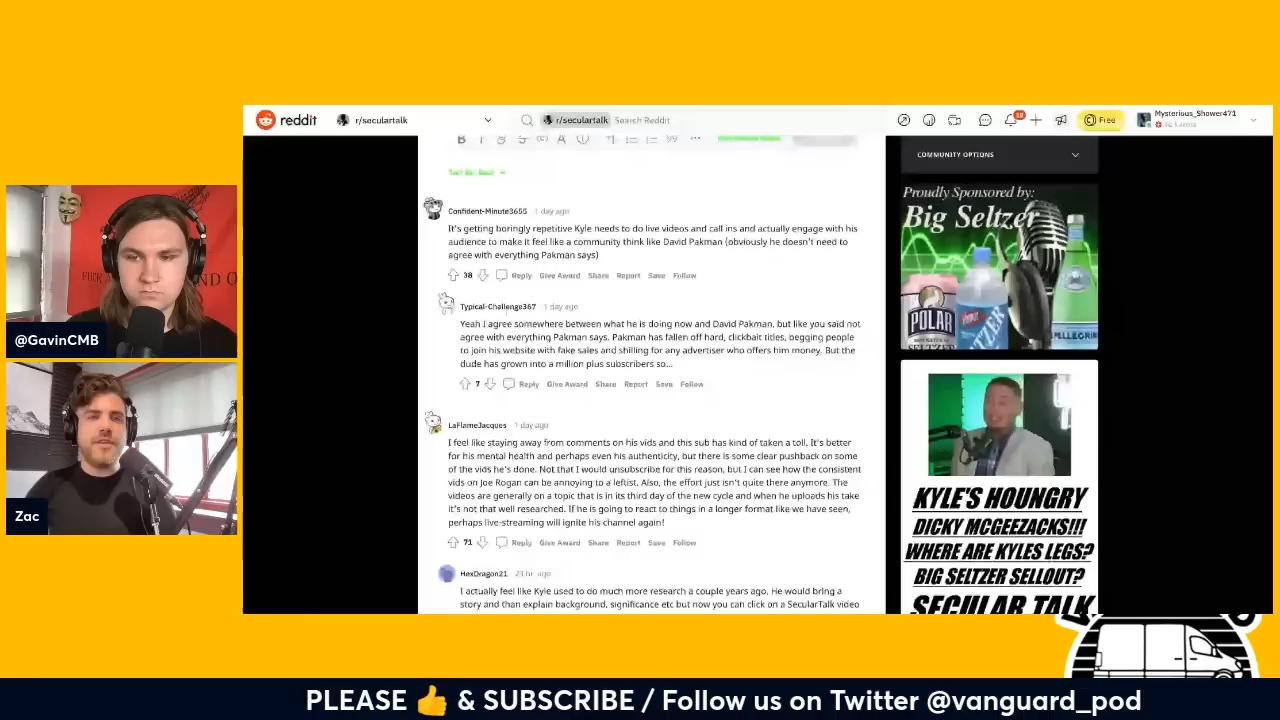 reddit
r/seculartalk
r/seculartalk Search Reddit
Free
Mysterious_Shower471
COMMUNITY OPTIONS
Confident-Minute3655 1 day ago
It's getting boringly repetitive Kyle needs to do live videos and call ins and actually engage with his
audience to make it feel like a community think like David Pakman (obviously he doesn't need to
agree with everything Pakman says)
38 Reply Give Award Share Report Save Follow
Typical-Challenge367 1 day ago
Yeah I agree somewhere between what he is doing now and David Pakman, but like you said not
agree with everything Pakman says. Pakman has fallen off hard, clickbait titles, begging people
to join his website with fake sales and shilling for any advertiser who offers him money. But the
dude has grown into a million plus subscribers so...
7 Reply Give Award Share Report Save Follow
LaFlameJacques 1 day ago
I feel like staying away from comments on his vids and this sub has kind of taken a toll. It's better
for his mental health and perhaps even his authenticity, but there is some clear pushback on some
of the vids he's done. Not that I would unsubscribe for this reason, but I can see how the consistent
vids on Joe Rogan can be annoying to a leftist. Also, the effort just isn't quite there anymore. The
videos are generally on a topic that is in its third day of the new cycle and when he uploads his take
it's not that well researched. If he is going to react to things in a longer format like we have seen,
perhaps live-streaming will ignite his channel again!
71 Reply Give Award Share Report Save Follow
HexDragon21 23 hr. ago
I actually feel like Kyle used to do much more research a couple years ago. He would bring a
story and than explain background, significance etc but now you can click on a SecularTalk video
Proudly Sponsored by:
Big Seltzer
POLAR
KYLE'S HOUNGRY
DICKY MCGEEZACKS!!!
WHERE ARE KYLES LEGS?
BIG SELTZER SELLOUT?
SECULAR TALK
@GavinCMB
Zac
PLEASE 👍 & SUBSCRIBE / Follow us on Twitter @vanguard_pod